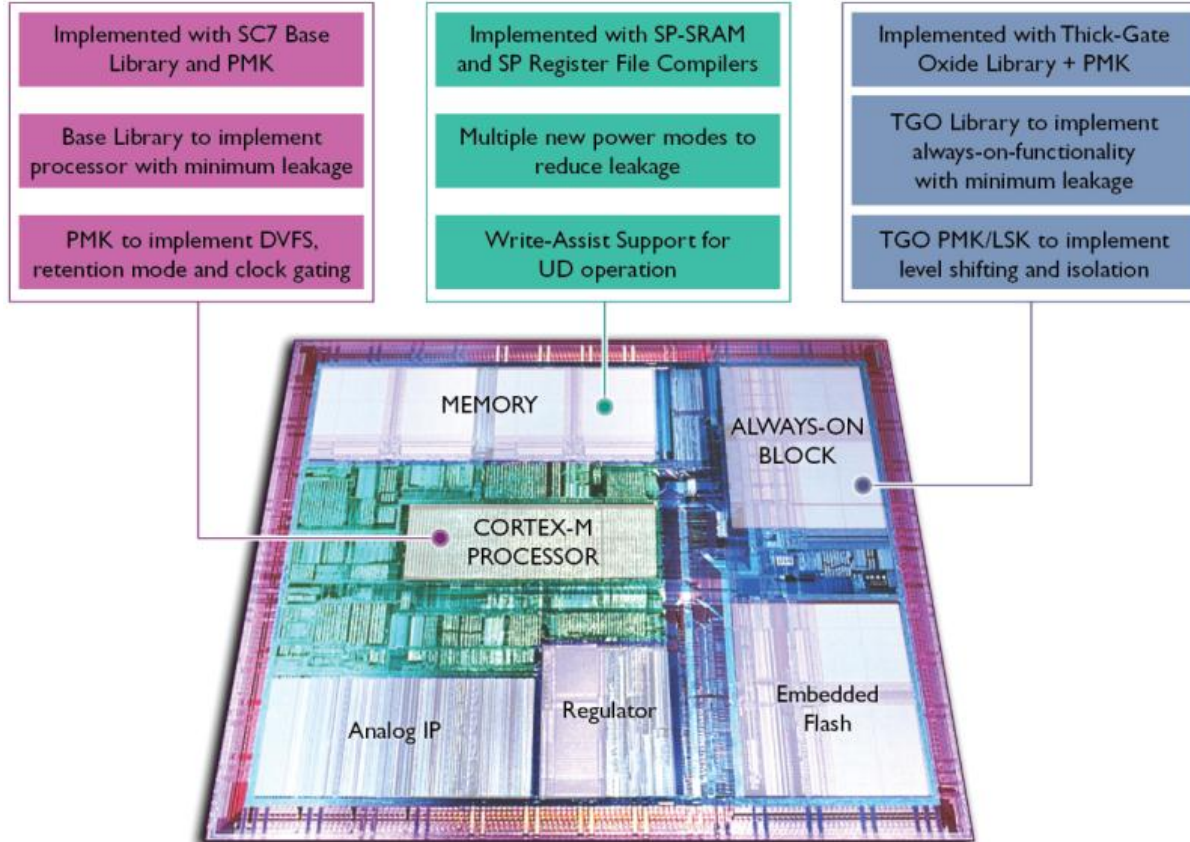 Implemented with SC7 Base
Library and PMK
Base Library to implement
processor with minimum leakage
PMK to implement DVFS,
retention mode and clock gating
Implemented with SP-SRAM
and SP Register File Compilers
Multiple new power modes to
reduce leakage
Write-Assist Support for
UD operation
Implemented with Thick-Gate
Oxide Library + PMK
TGO Library to implement
always-on-functionality
with minimum leakage
TGO PMK/LSK to implement
level shifting and isolation
MEMORY
ALWAYS-ON
BLOCK
CORTEX-M
PROCESSOR
Analog IP
Regulator
Embedded
Flash